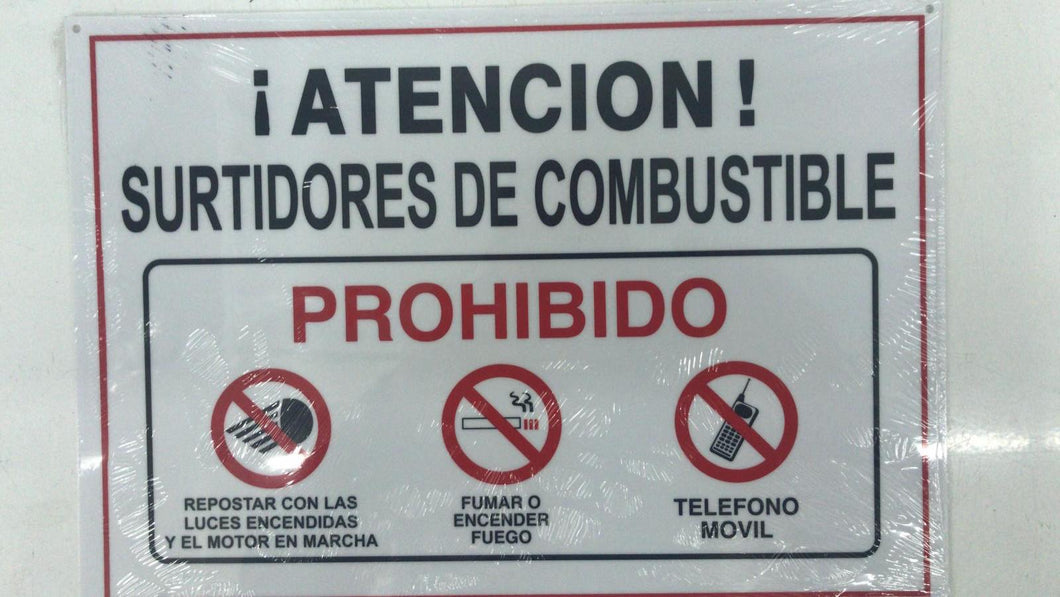 ¡ATENCION!
SURTIDORES DE COMBUSTIBLE
PROHIBIDO
REPOSTAR CON LAS
LUCES ENCENDIDAS
Y EL MOTOR EN MARCHA
FUMAR O
ENCENDER
FUEGO
TELEFONO
MOVIL